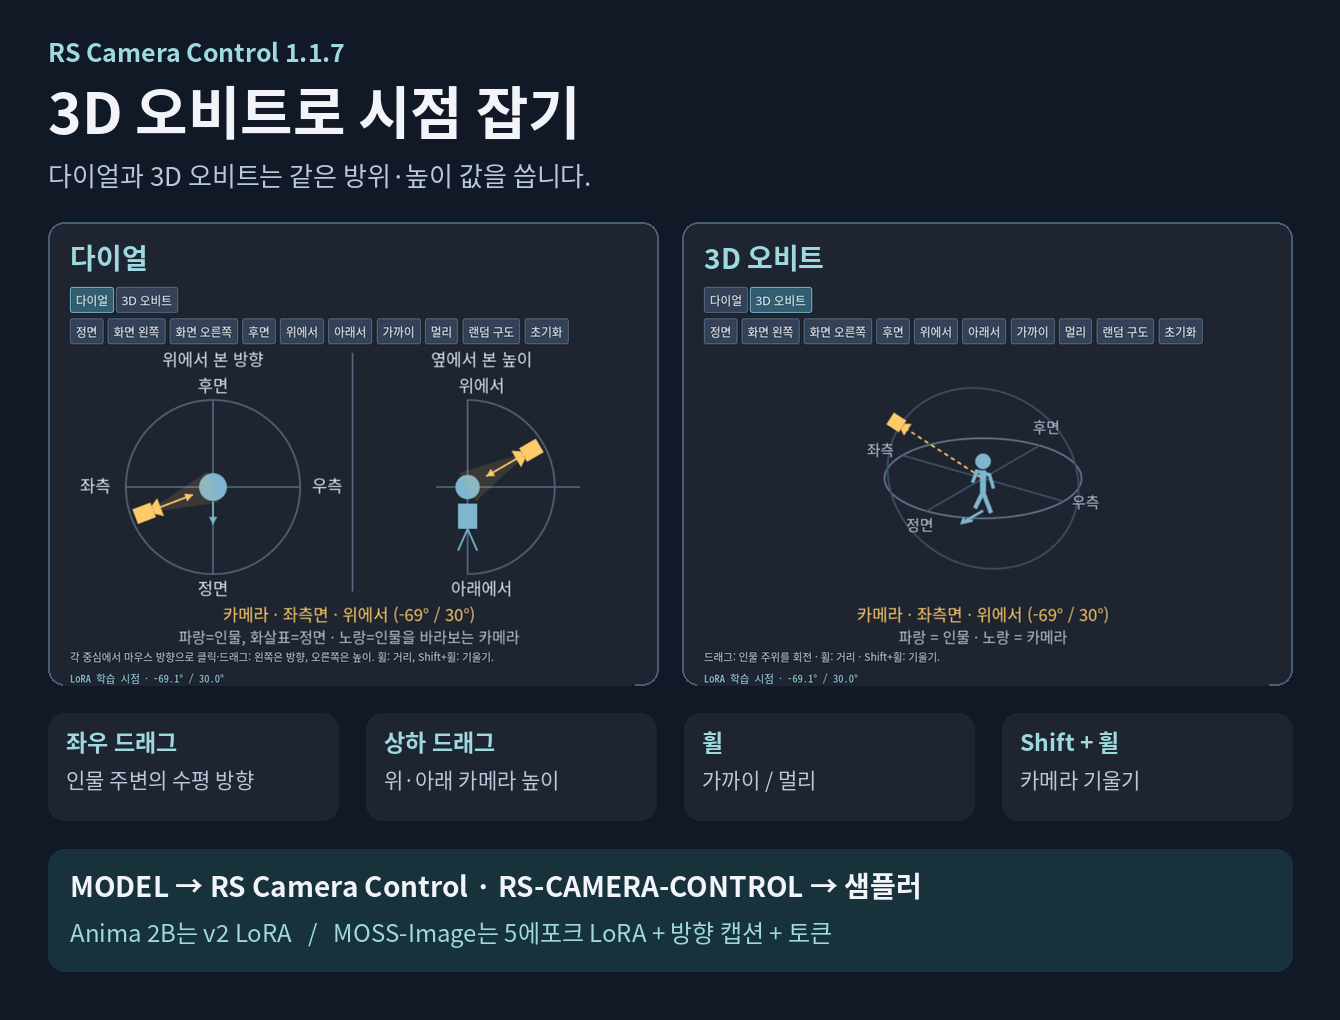 RS Camera Control 1.1.7
3D 오비트로 시점 잡기
다이얼과 3D 오비트는 같은 방위·높이 값을 씁니다.
다이얼
다이얼 3D 오비트
정면 화면 왼쪽 화면 오른쪽 후면 위에서 아래서 가까이 멀리 랜덤 구도 초기화
위에서 본 방향
후면
좌측
우측
정면
옆에서 본 높이
위에서
아래에서
카메라 · 좌측면 · 위에서 (-69° / 30°)
파랑=인물, 화살표=정면 · 노랑=인물을 바라보는 카메라
각 중심에서 마우스 방향으로 클릭·드래그: 왼쪽은 방향, 오른쪽은 높이. 휠: 거리, Shift+휠: 기울기.
LoRA 학습 시점 · -69.1° / 30.0°
3D 오비트
다이얼 3D 오비트
정면 화면 왼쪽 화면 오른쪽 후면 위에서 아래서 가까이 멀리 랜덤 구도 초기화
후면
좌측
우측
정면
카메라 · 좌측면 · 위에서 (-69° / 30°)
파랑 = 인물 · 노랑 = 카메라
드래그: 인물 주위를 회전 · 휠: 거리 · Shift+휠: 기울기.
LoRA 학습 시점 · -69.1° / 30.0°
좌우 드래그
인물 주변의 수평 방향
상하 드래그
위·아래 카메라 높이
휠
가까이 / 멀리
Shift + 휠
카메라 기울기
MODEL → RS Camera Control · RS-CAMERA-CONTROL → 샘플러
Anima 2B는 v2 LoRA / MOSS-Image는 5에포크 LoRA + 방향 캡션 + 토큰